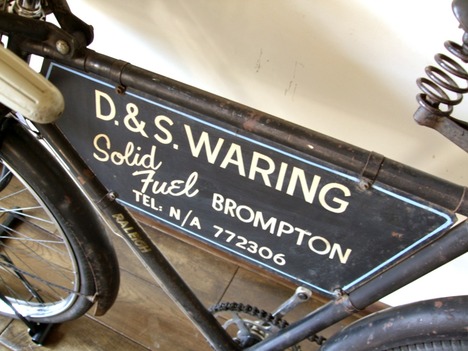 D. & S. WARING
Solid
Fuel BROMPTON
TEL: N/A 772306
RALEIGH